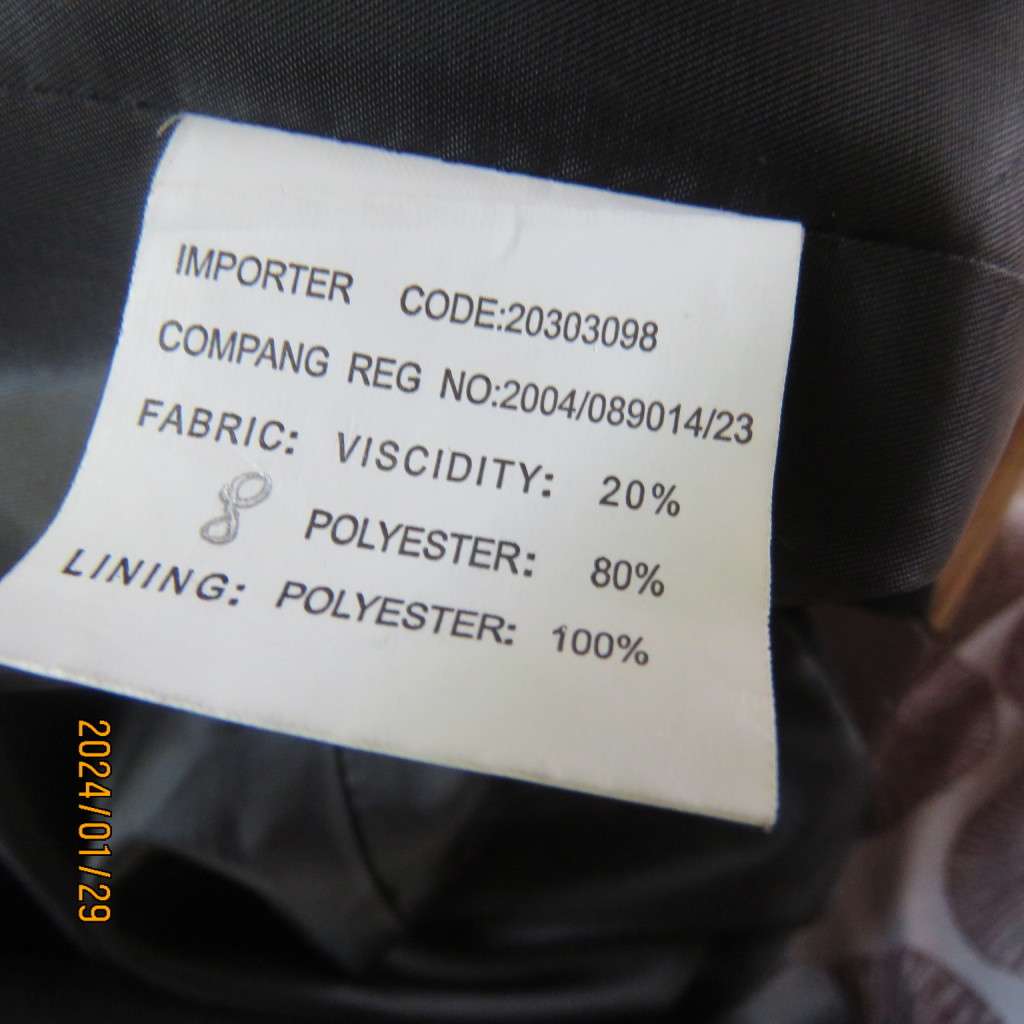 IMPORTER CODE:20303098
COMPANG REG NO:2004/089014/23
FABRIC: VISCIDITY: 20%
8 POLYESTER: 80%
LINING: POLYESTER: 100%
2024/01/29